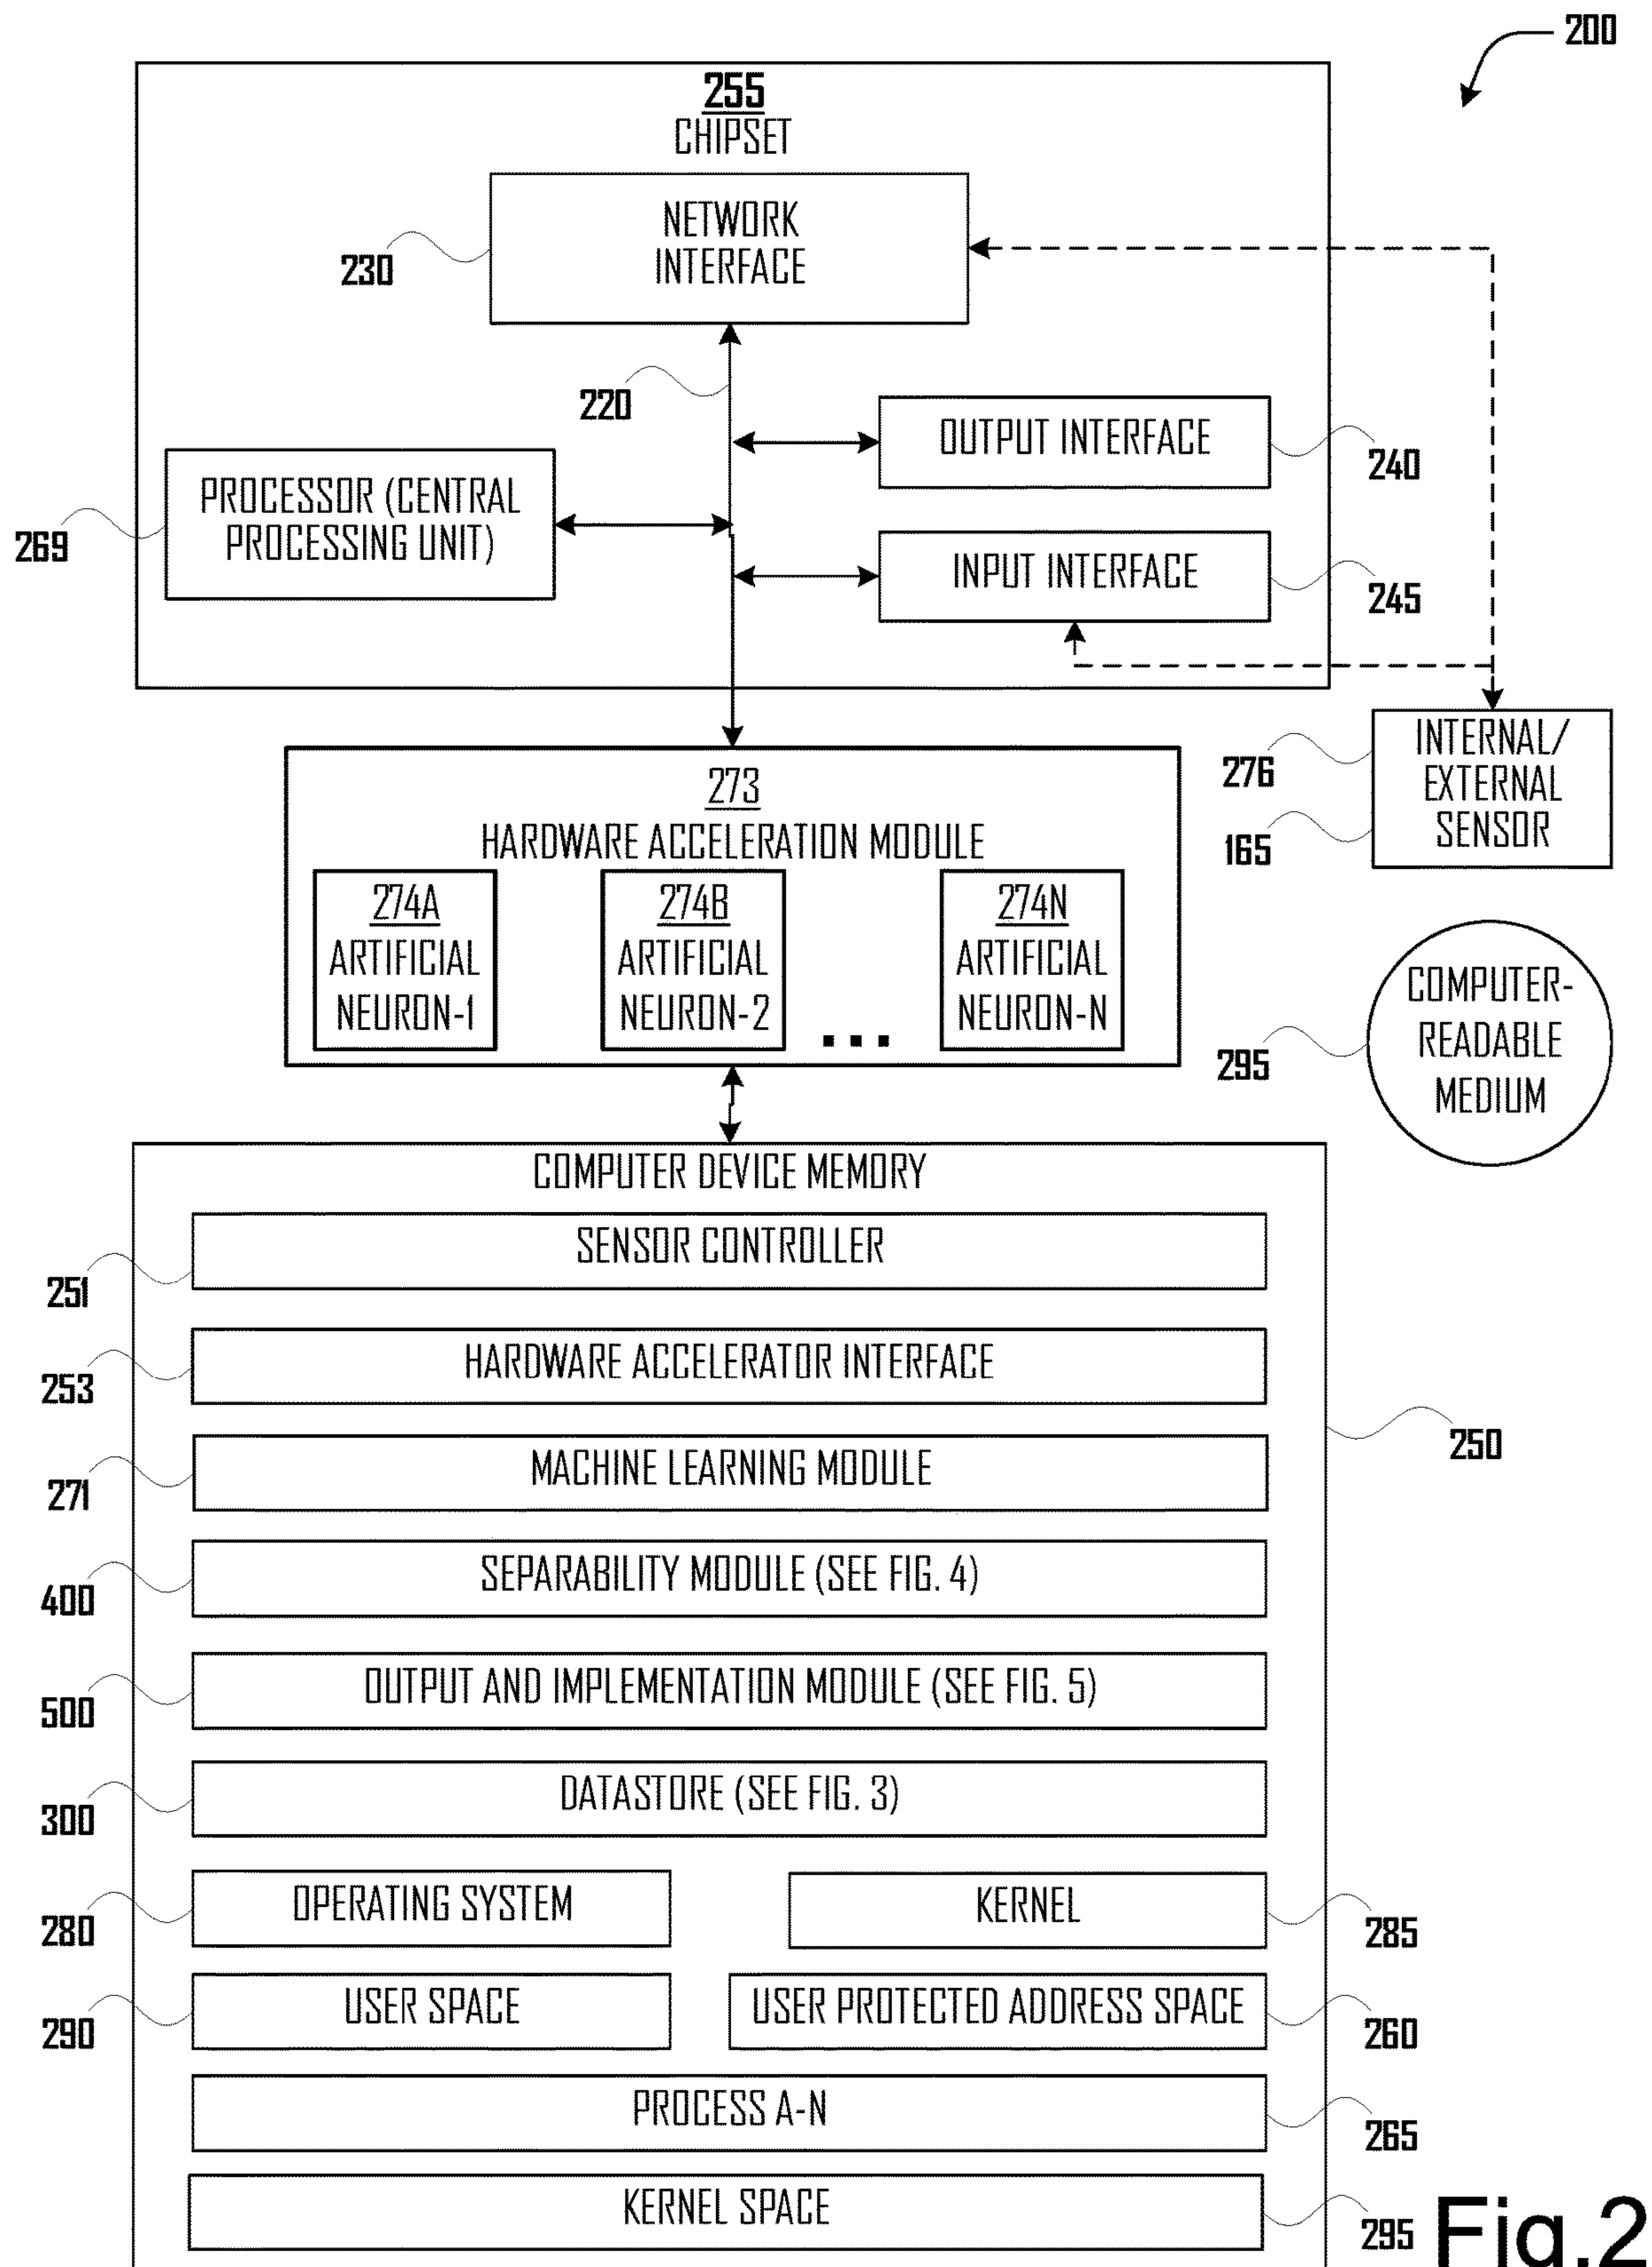 200
255
CHIPSET
NETWORK
INTERFACE
230
220
OUTPUT INTERFACE
240
PROCESSOR (CENTRAL
PROCESSING UNIT)
269
INPUT INTERFACE
245
276
INTERNAL/
EXTERNAL
SENSOR
165
273
HARDWARE ACCELERATION MODULE
274A
ARTIFICIAL
NEURON-1
274B
ARTIFICIAL
NEURON-2
...
274N
ARTIFICIAL
NEURON-N
COMPUTER-
READABLE
MEDIUM
295
COMPUTER DEVICE MEMORY
SENSOR CONTROLLER
251
HARDWARE ACCELERATOR INTERFACE
253
250
MACHINE LEARNING MODULE
271
SEPARABILITY MODULE (SEE FIG. 4)
400
OUTPUT AND IMPLEMENTATION MODULE (SEE FIG. 5)
500
DATASTORE (SEE FIG. 3)
300
OPERATING SYSTEM
280
KERNEL
285
USER SPACE
290
USER PROTECTED ADDRESS SPACE
260
PROCESS A-N
265
KERNEL SPACE
295
Fig.2